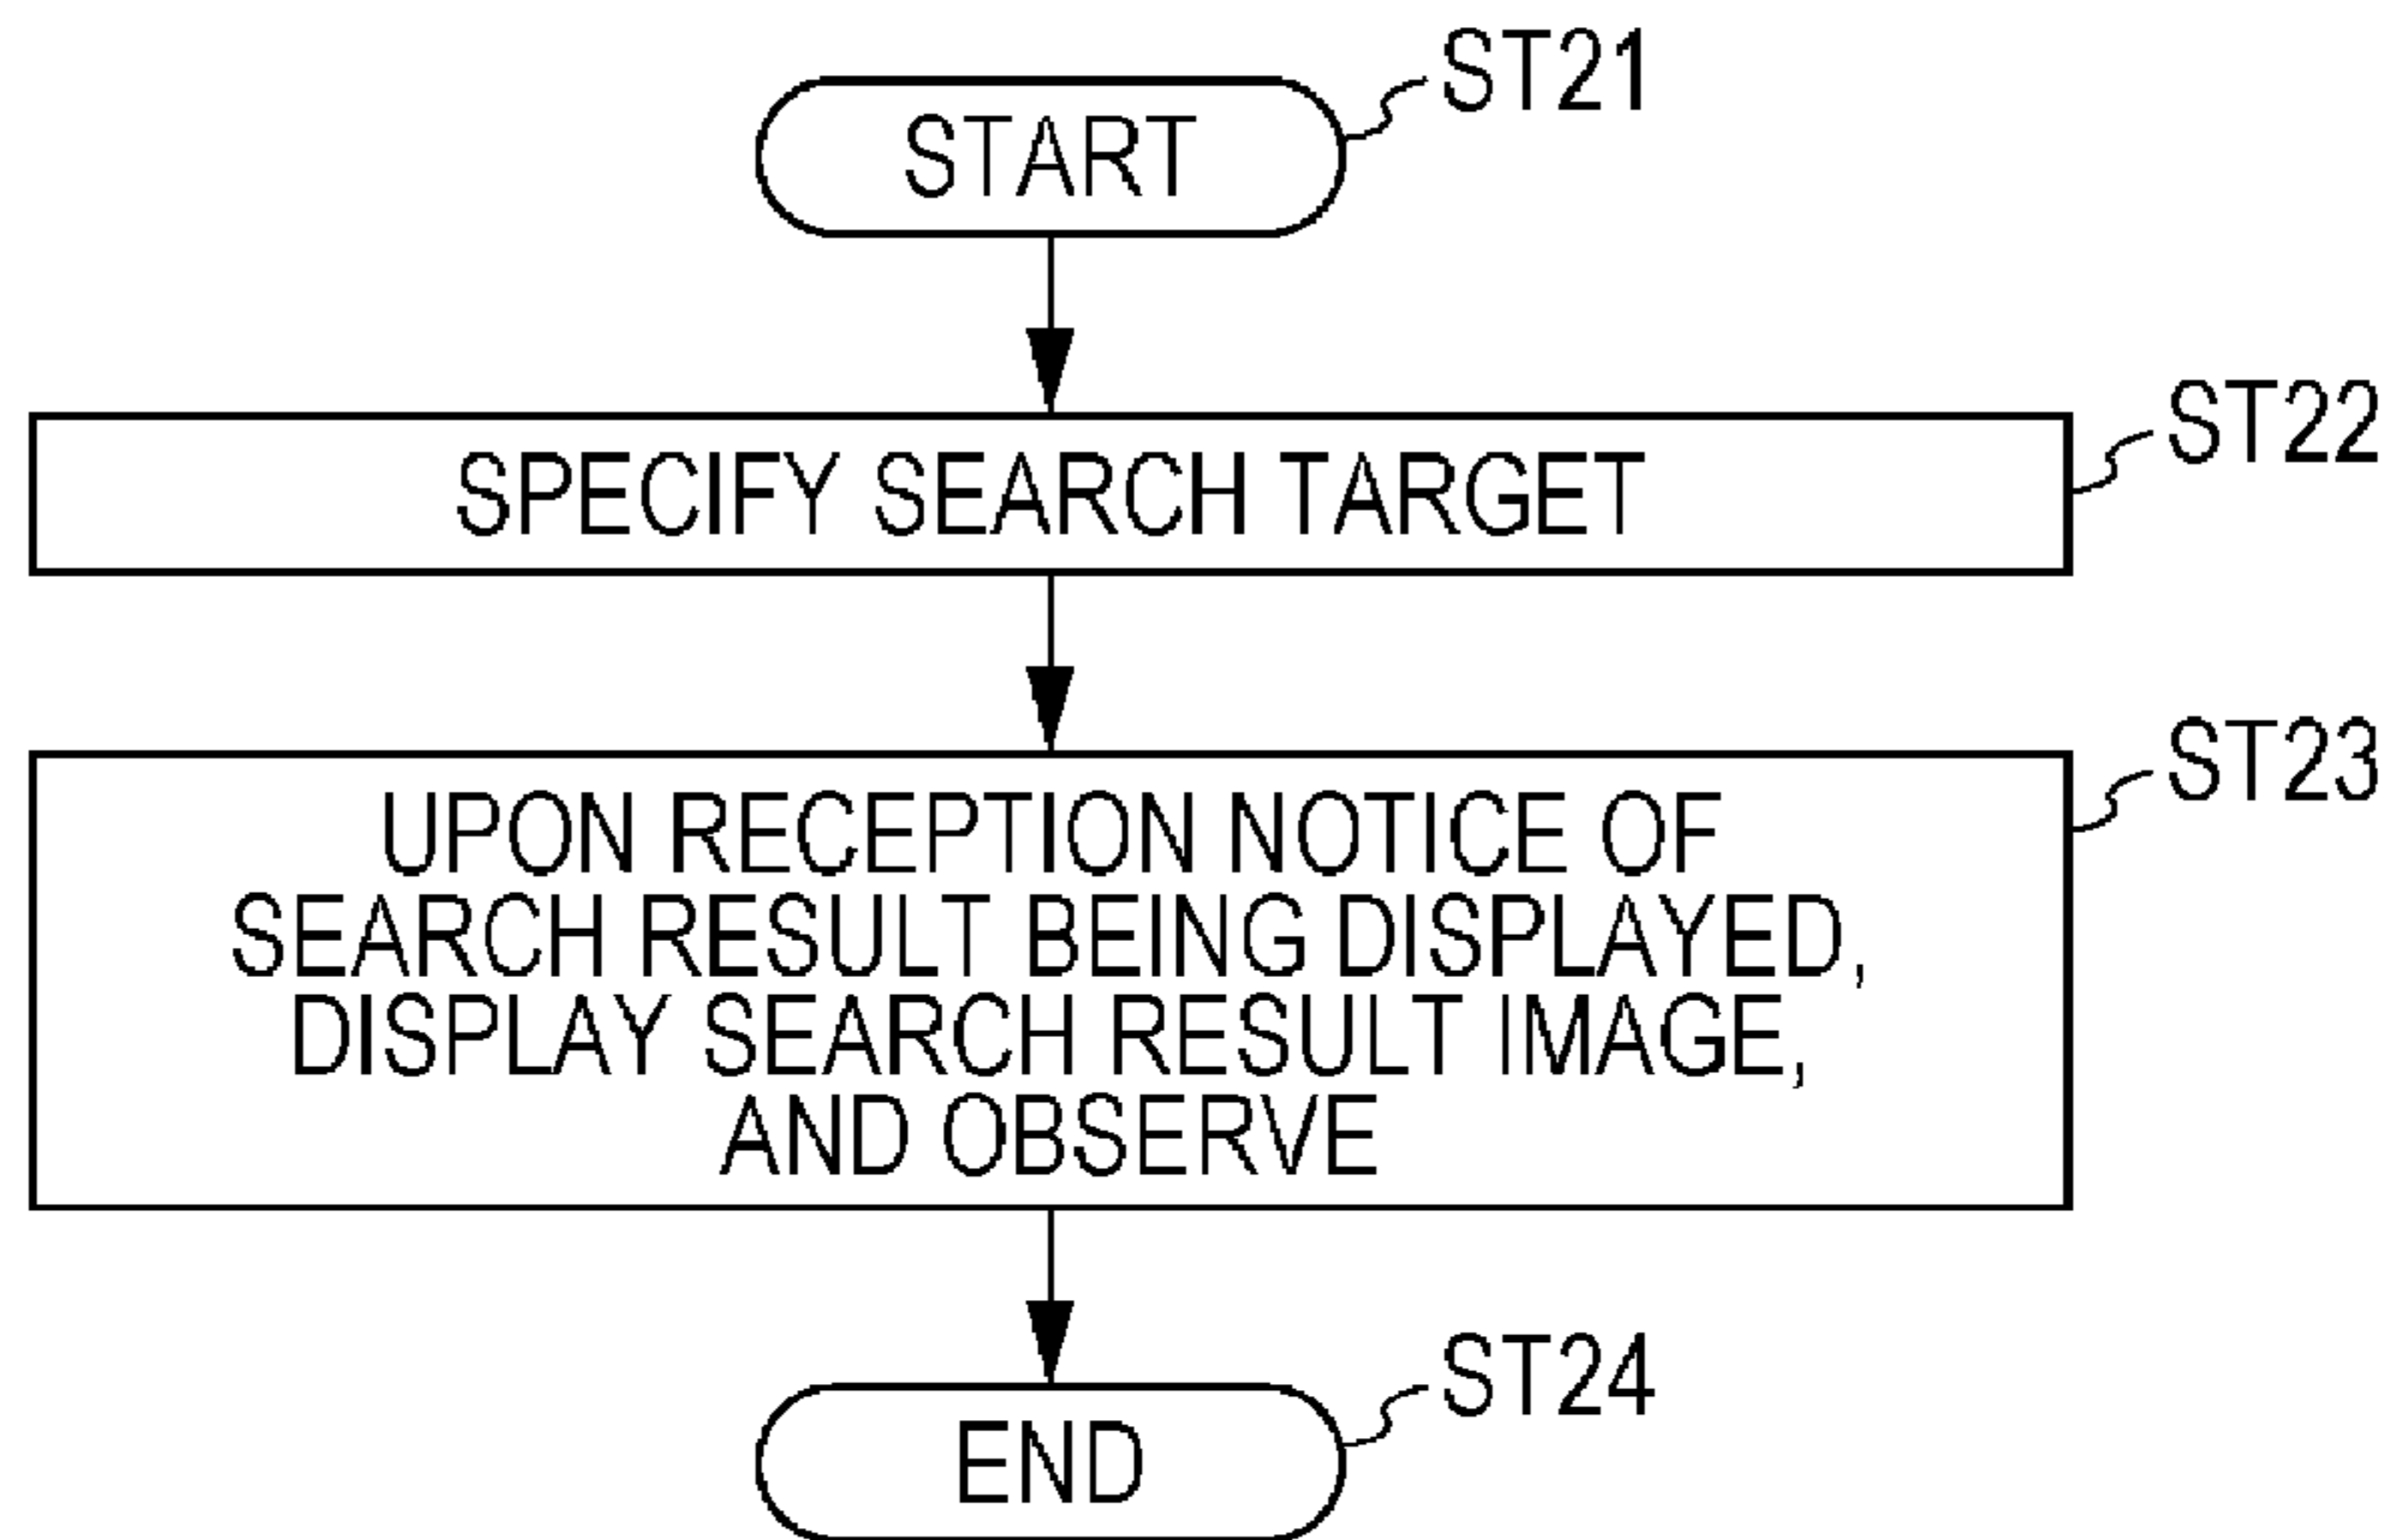 START
ST21
SPECIFY SEARCH TARGET
ST22
UPON RECEPTION NOTICE OF
SEARCH RESULT BEING DISPLAYED,
DISPLAY SEARCH RESULT IMAGE,
AND OBSERVE
ST23
END
ST24